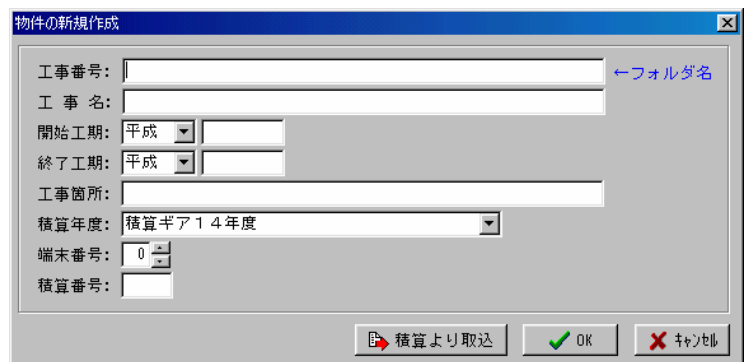 物件の新規作成
工事番号: ←フォルダ名
工 事 名:
開始工期: 平成
終了工期: 平成
工事箇所:
積算年度: 積算ギア14年度
端末番号: 0
積算番号:
積算より取込 OK ｷｬﾝｾﾙ